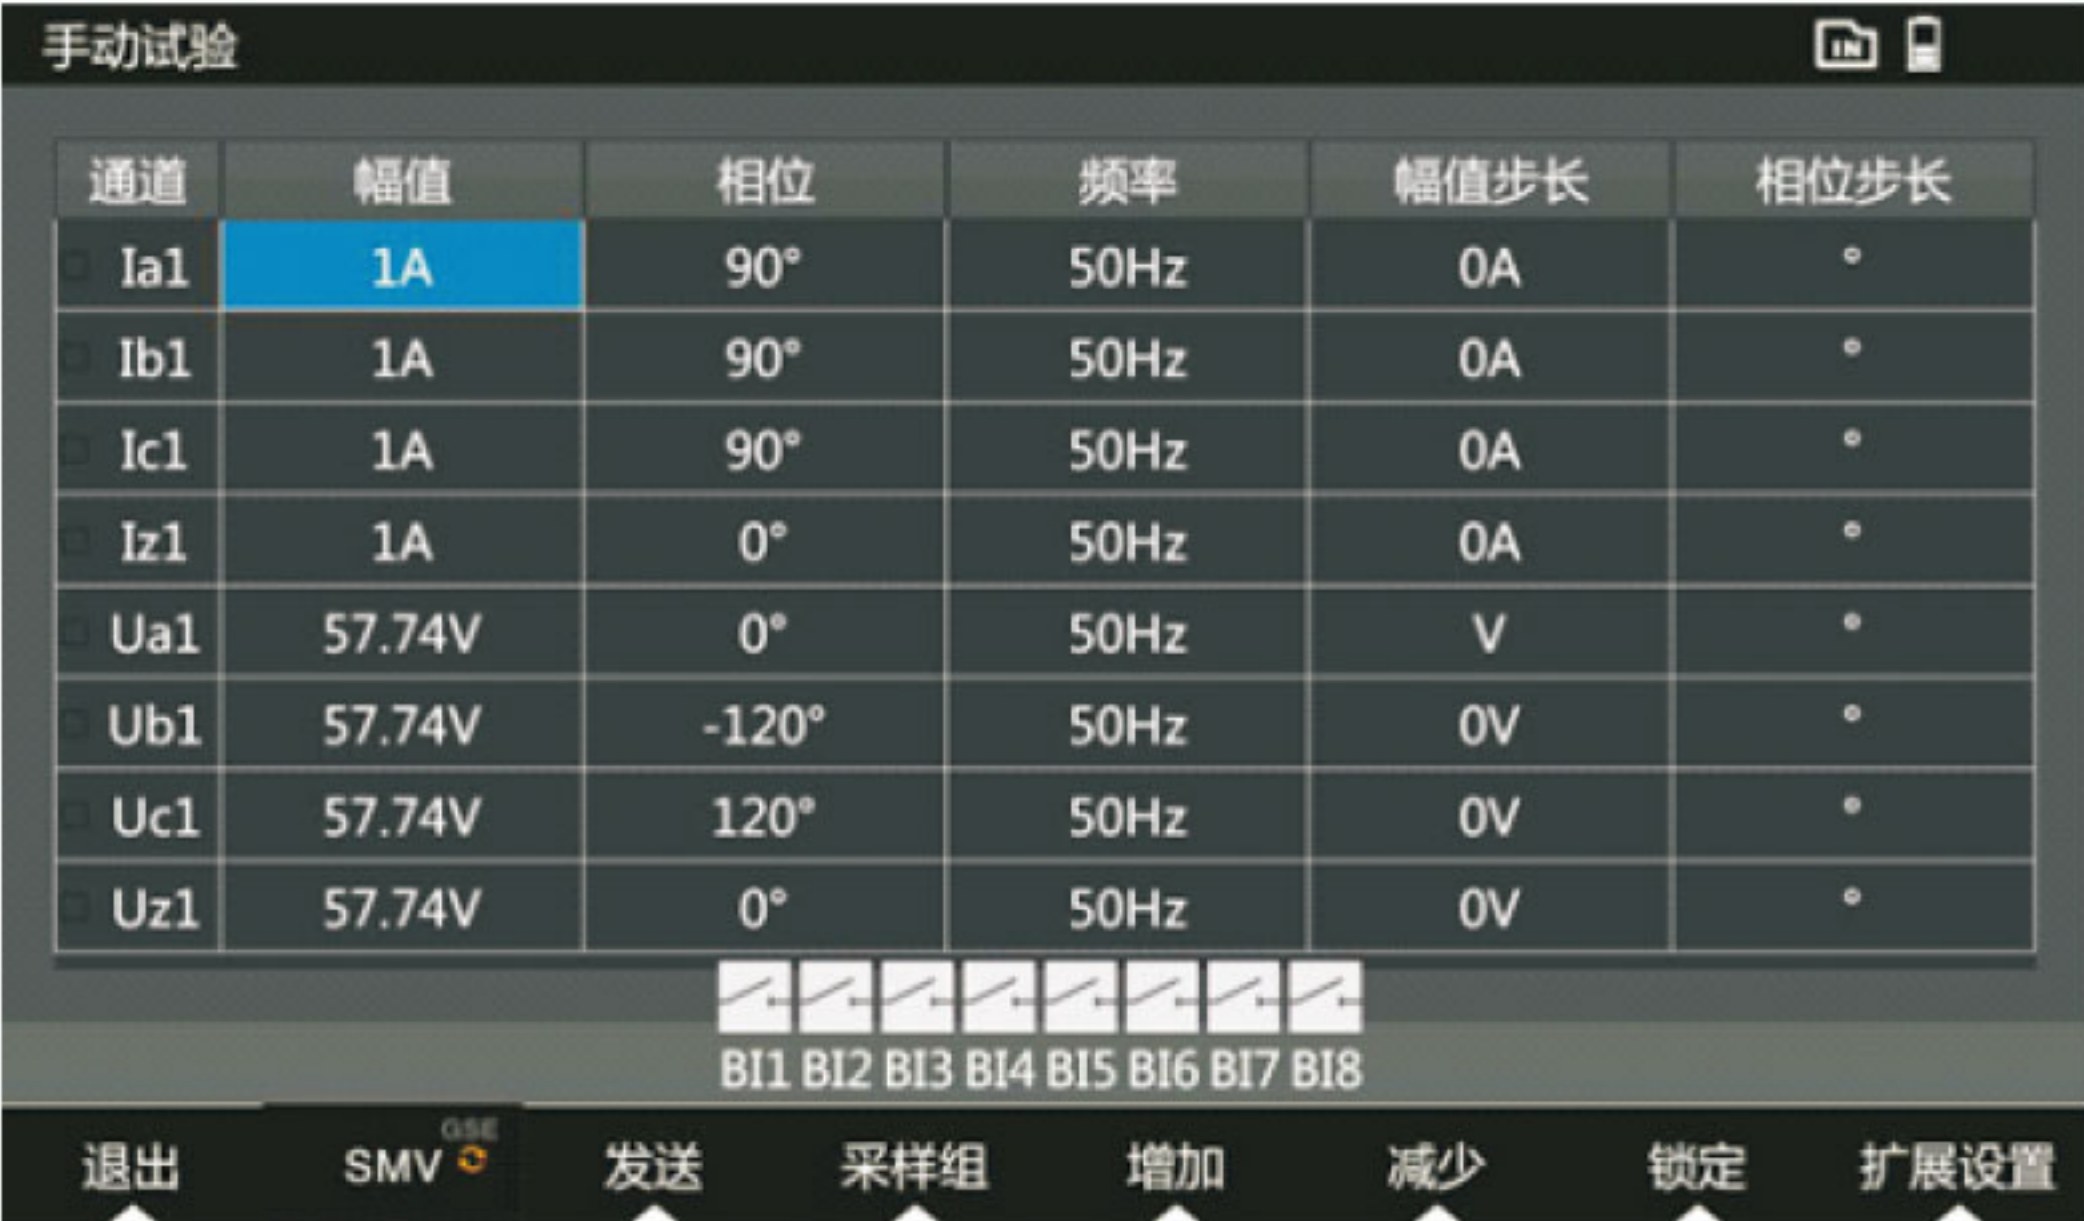 手动试验
IN
通道 幅值 相位 频率 幅值步长 相位步长
Ia1 1A 90° 50Hz 0A °
Ib1 1A 90° 50Hz 0A °
Ic1 1A 90° 50Hz 0A °
Iz1 1A 0° 50Hz 0A °
Ua1 57.74V 0° 50Hz V °
Ub1 57.74V -120° 50Hz 0V °
Uc1 57.74V 120° 50Hz 0V °
Uz1 57.74V 0° 50Hz 0V °
BI1 BI2 BI3 BI4 BI5 BI6 BI7 BI8
退出 SMV GSE 发送 采样组 增加 减少 锁定 扩展设置